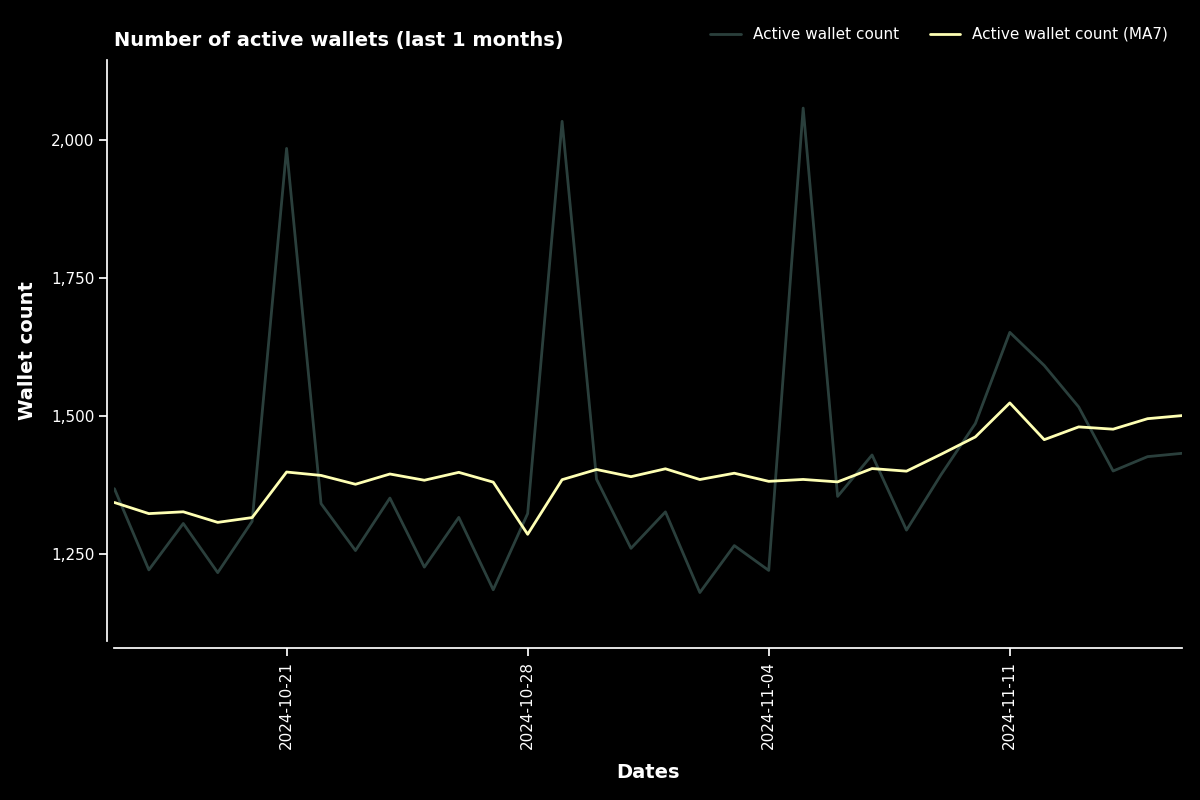 Number of active wallets (last 1 months)
Active wallet count
Active wallet count (MA7)
Wallet count
2,000
1,750
1,500
1,250
2024-10-21
2024-10-28
2024-11-04
2024-11-11
Dates